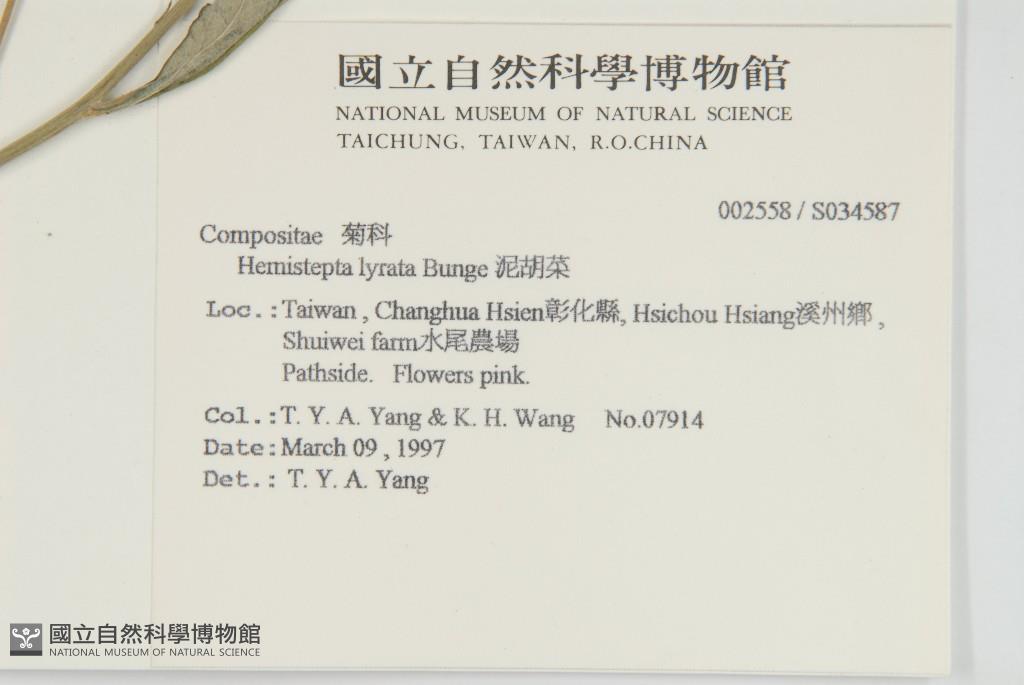 國立自然科學博物館
NATIONAL MUSEUM OF NATURAL SCIENCE
TAICHUNG, TAIWAN, R.O.CHINA
002558 / S034587
Compositae 菊科
Hemistepta lyrata Bunge 泥胡菜
Loc.:Taiwan , Changhua Hsien彰化縣, Hsichou Hsiang溪州鄉 ,
Shuiwei farm水尾農場
Pathside. Flowers pink.
Col.:T. Y. A. Yang & K. H. Wang No.07914
Date:March 09 , 1997
Det.: T. Y. A. Yang
國立自然科學博物館
NATIONAL MUSEUM OF NATURAL SCIENCE